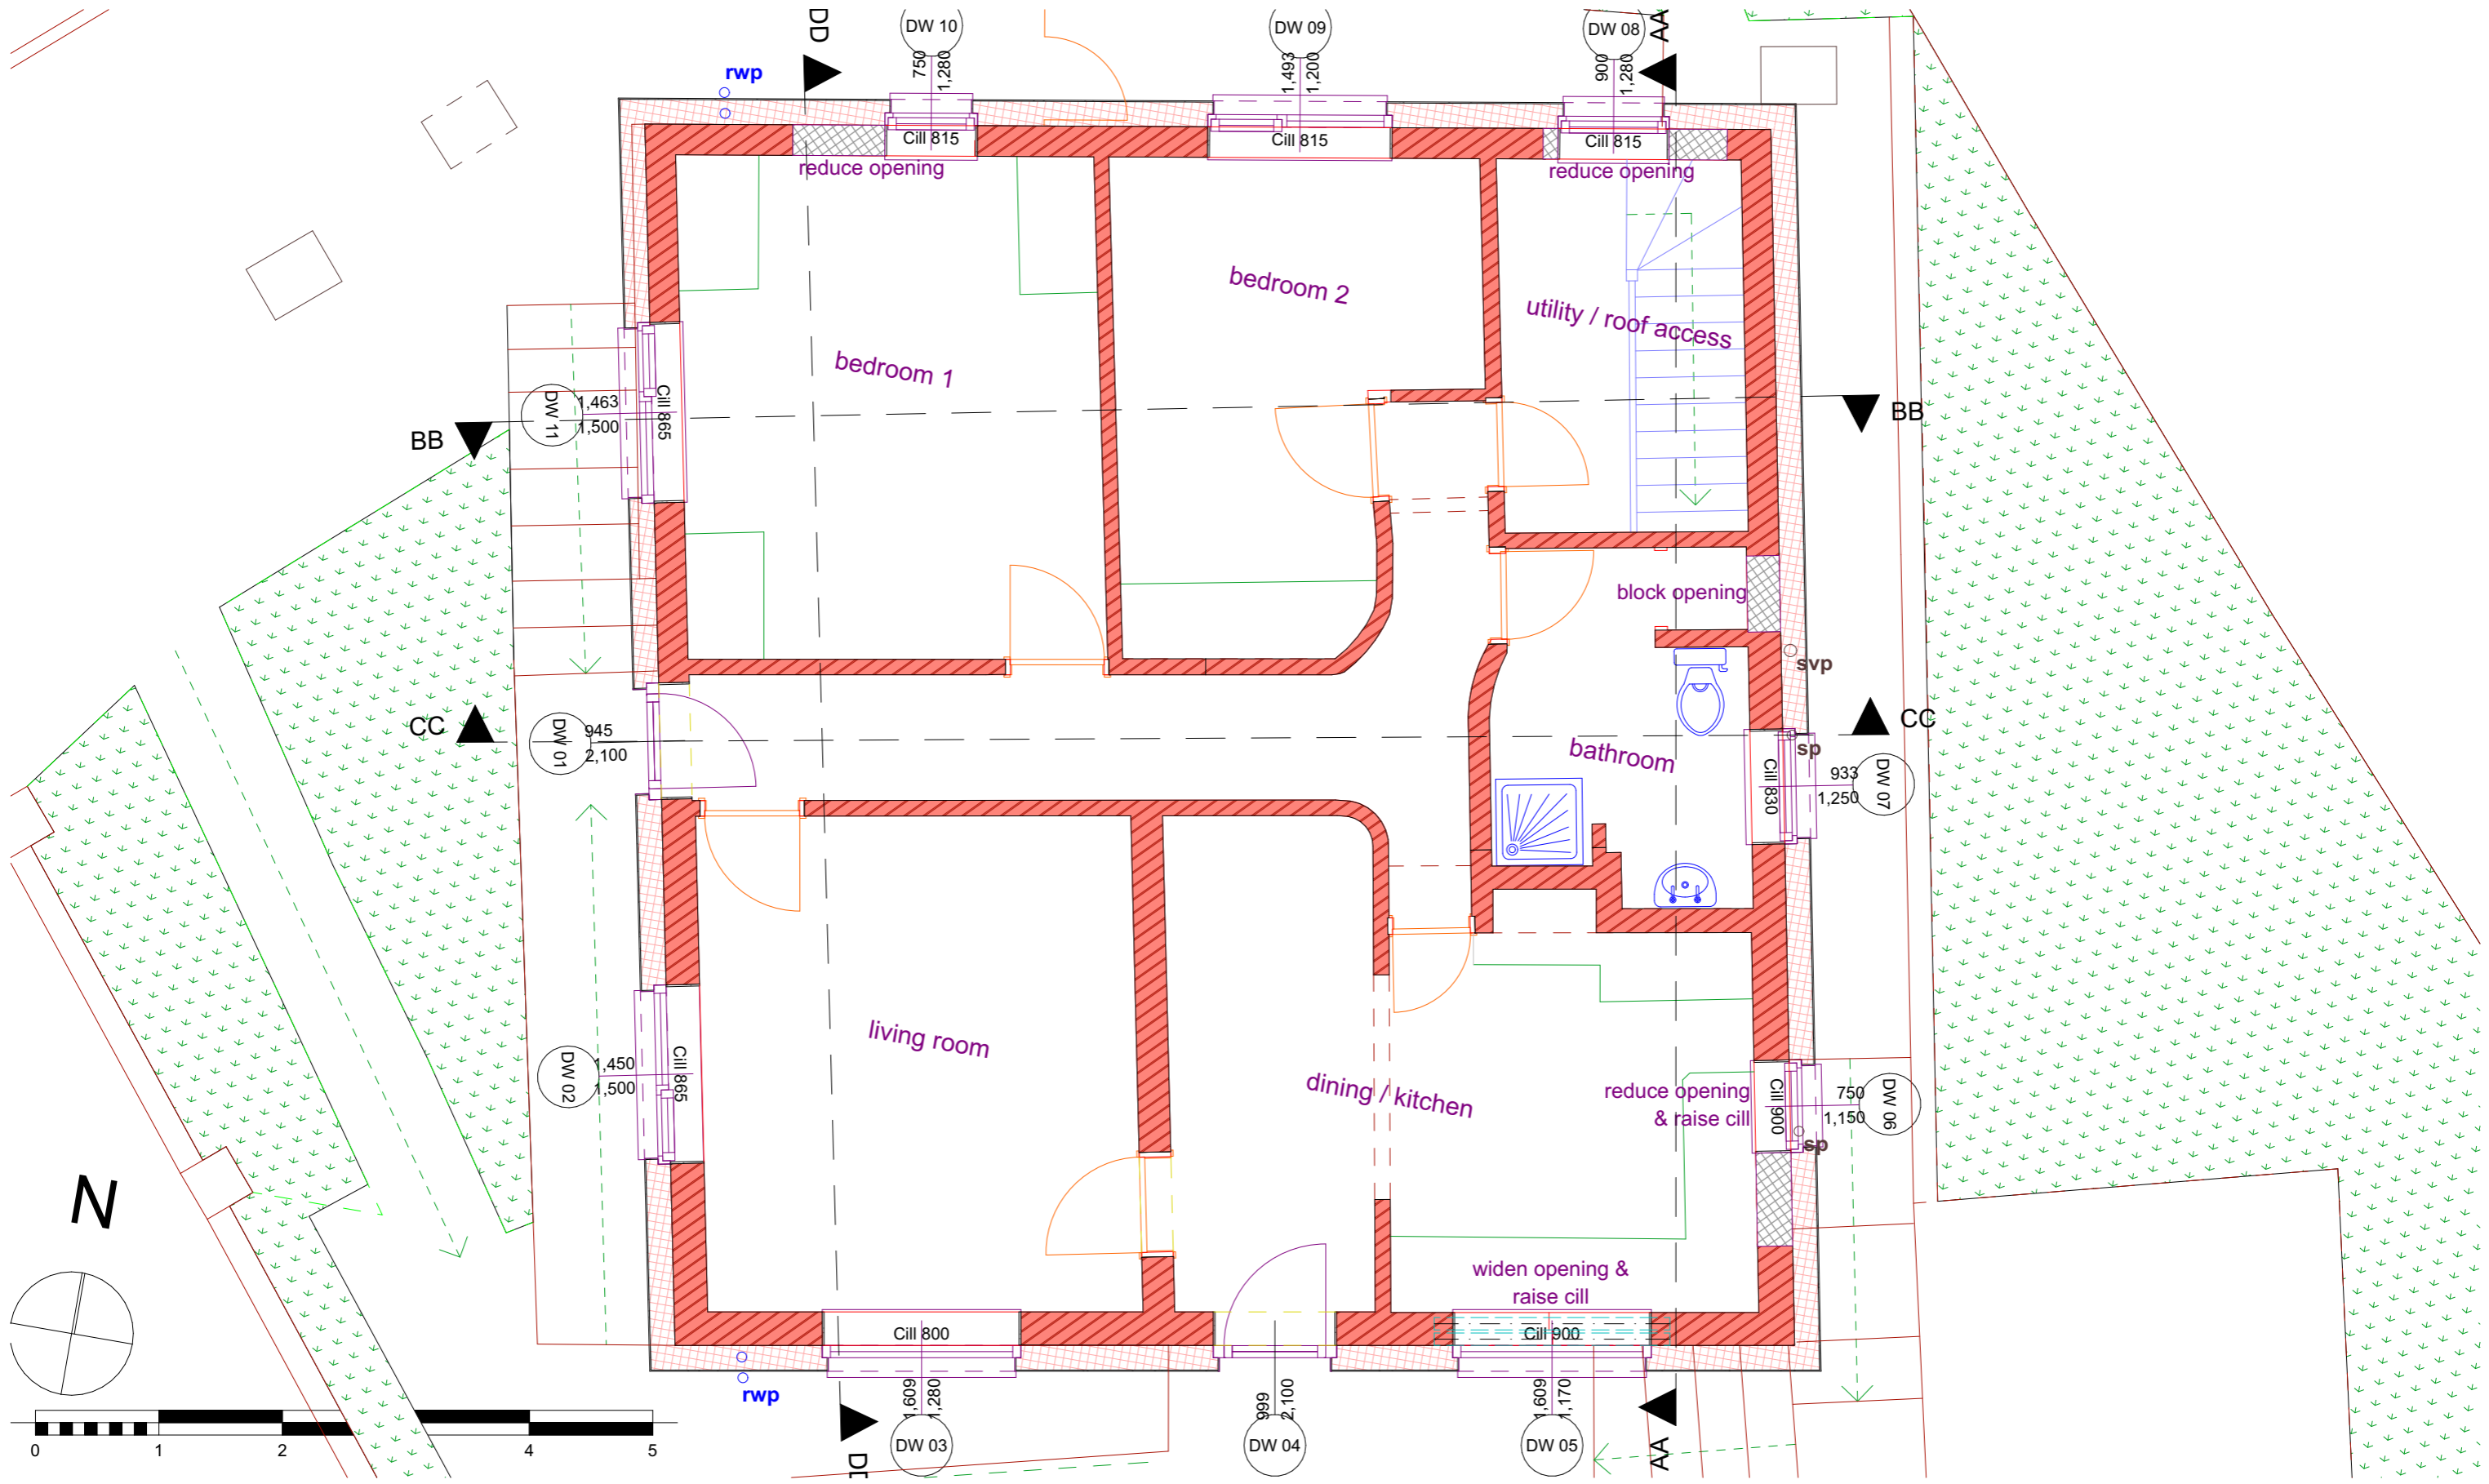 DD
DW 10
750
1,280
DW 09
1,493
1,200
DW 08
900
1,280
AA
rwp
Cill 815
Cill 815
Cill 815
reduce opening
reduce opening
bedroom 2
utility / roof access
bedroom 1
DW 11
1,463
1,500
Cill 865
BB
BB
block opening
svp
CC
CC
DW 01
945
2,100
bathroom
sp
Cill 830
933
1,250
DW 07
living room
dining / kitchen
DW 02
1,450
1,500
Cill 865
reduce opening
& raise cill
Cill 900
750
1,150
DW 06
sp
N
widen opening &
raise cill
Cill 800
Cill 900
rwp
1,609
1,280
999
2,100
1,609
1,170
DW 03
DW 04
DW 05
AA
0 1 2 4 5